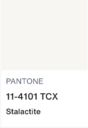 PANTONE
11-4101 TCX
Stalactite